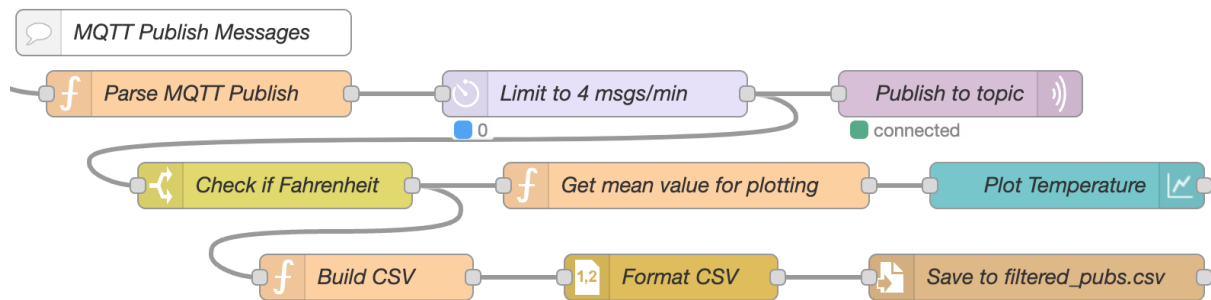 MQTT Publish Messages
Parse MQTT Publish
Limit to 4 msgs/min
Publish to topic
0
connected
Check if Fahrenheit
Get mean value for plotting
Plot Temperature
Build CSV
1,2
Format CSV
Save to filtered_pubs.csv